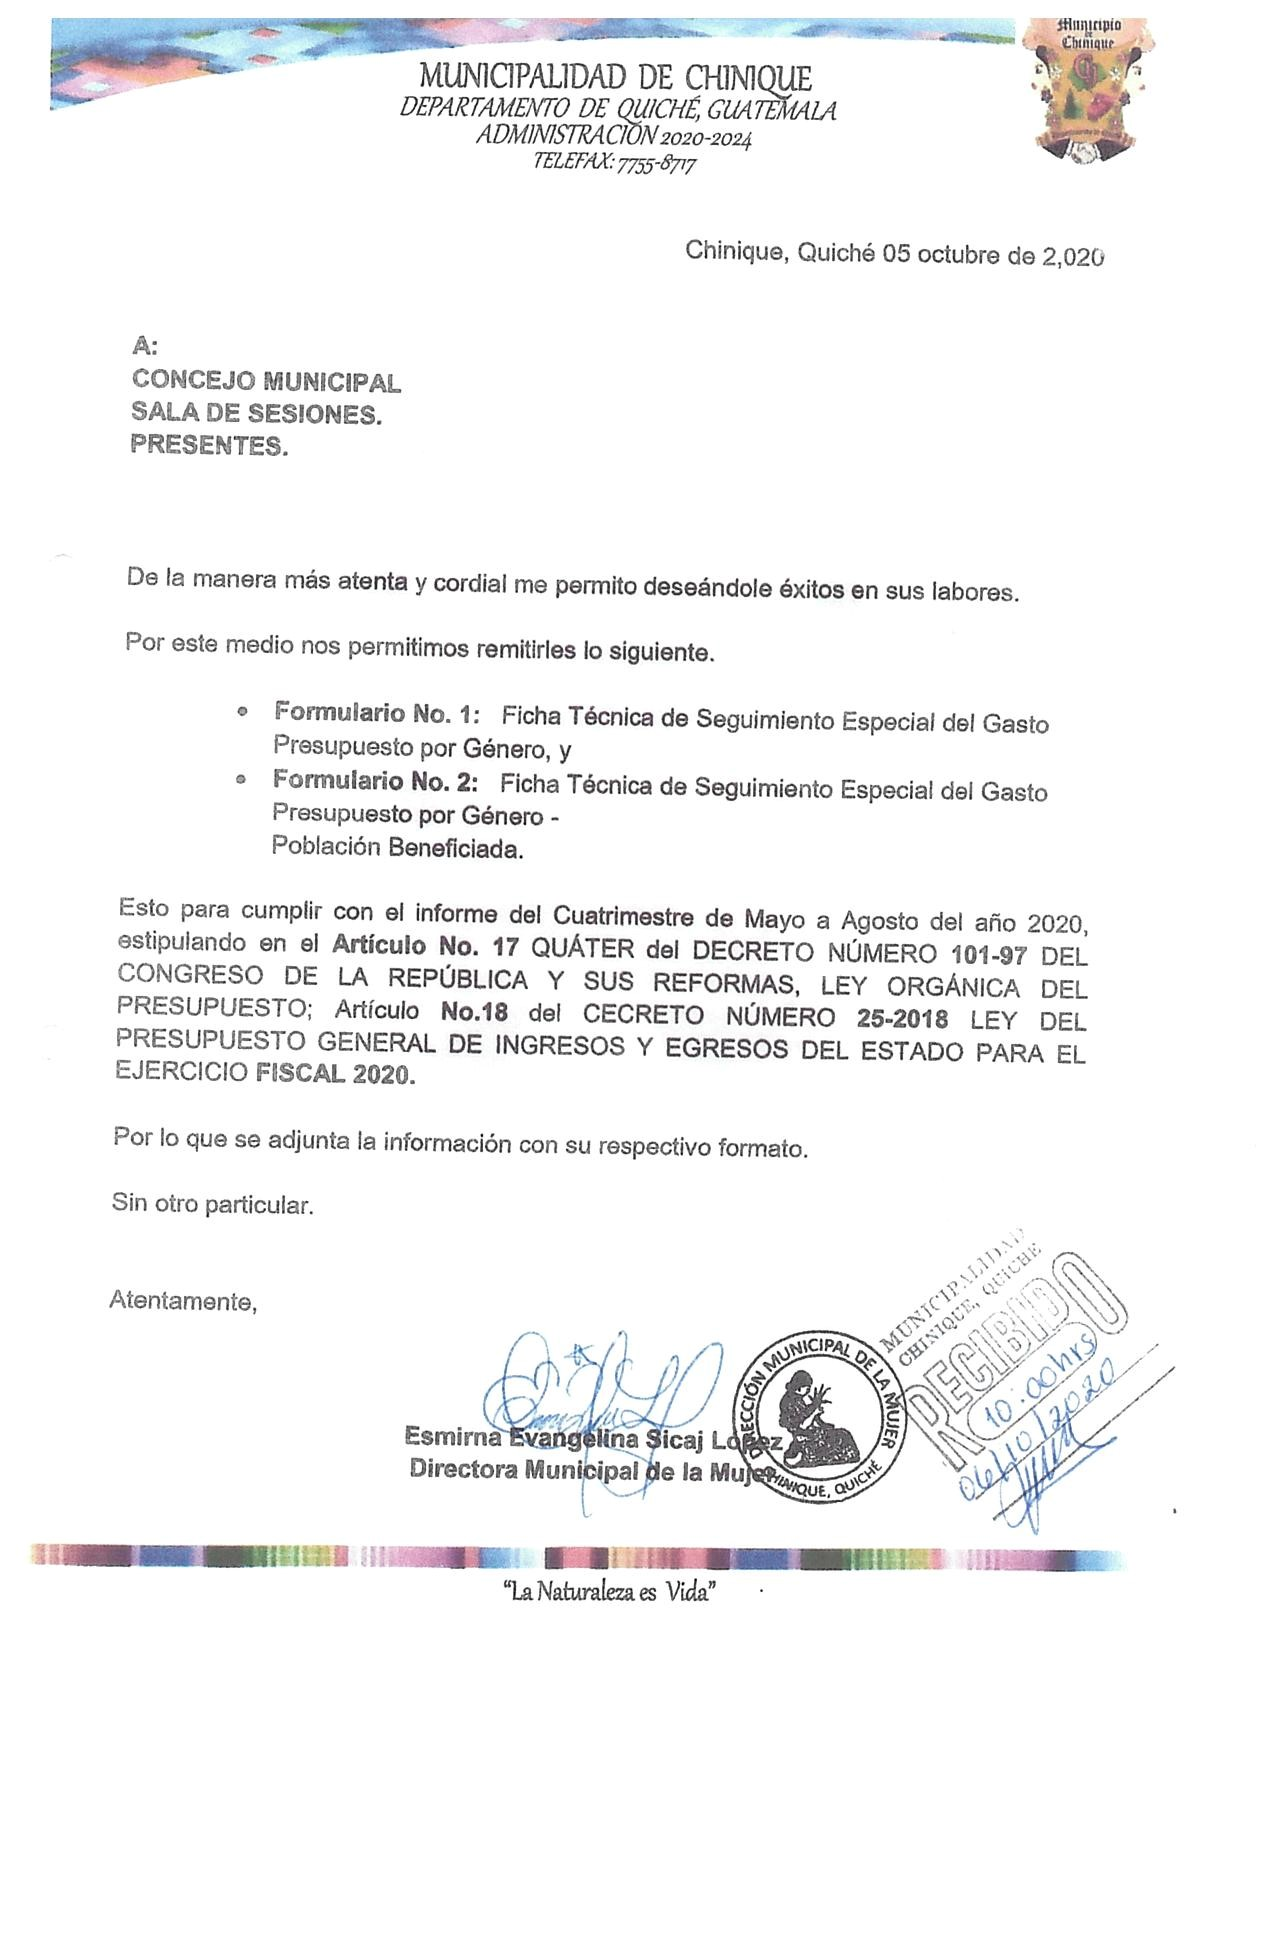 Municipio
de
Chinique
MUNICIPALIDAD DE CHINIQUE
DEPARTAMENTO DE QUICHÉ, GUATEMALA
ADMINISTRACIÓN 2020-2024
TELEFAX: 7755-8717
Chinique, Quiché 05 octubre de 2,020
A:
CONCEJO MUNICIPAL
SALA DE SESIONES.
PRESENTES.
De la manera más atenta y cordial me permito deseándole éxitos en sus labores.
Por este medio nos permitimos remitirles lo siguiente.
• Formulario No. 1: Ficha Técnica de Seguimiento Especial del Gasto
Presupuesto por Género, y
• Formulario No. 2: Ficha Técnica de Seguimiento Especial del Gasto
Presupuesto por Género -
Población Beneficiada.
Esto para cumplir con el informe del Cuatrimestre de Mayo a Agosto del año 2020,
estipulando en el Artículo No. 17 QUÁTER del DECRETO NÚMERO 101-97 DEL
CONGRESO DE LA REPÚBLICA Y SUS REFORMAS, LEY ORGÁNICA DEL
PRESUPUESTO; Artículo No.18 del CECRETO NÚMERO 25-2018 LEY DEL
PRESUPUESTO GENERAL DE INGRESOS Y EGRESOS DEL ESTADO PARA EL
EJERCICIO FISCAL 2020.
Por lo que se adjunta la información con su respectivo formato.
Sin otro particular.
Atentamente,
Esmirna Evangelina Sicaj López
Directora Municipal de la Mujer
DIRECCIÓN MUNICIPAL DE LA MUJER
CHINIQUE, QUICHÉ
MUNICIPALIDAD
CHINIQUE, QUICHE
RECIBIDO
10:00hrs
06/10/2020
"La Naturaleza es Vida"